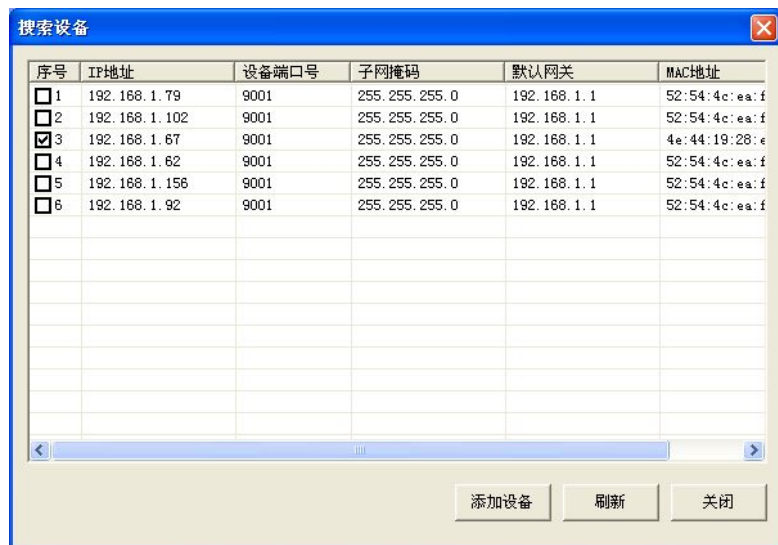 搜索设备
序号 IP地址 设备端口号 子网掩码 默认网关 MAC地址
1 192.168.1.79 9001 255.255.255.0 192.168.1.1 52:54:4c:ea:f
2 192.168.1.102 9001 255.255.255.0 192.168.1.1 52:54:4c:ea:f
3 192.168.1.67 9001 255.255.255.0 192.168.1.1 4e:44:19:28:e
4 192.168.1.62 9001 255.255.255.0 192.168.1.1 52:54:4c:ea:f
5 192.168.1.156 9001 255.255.255.0 192.168.1.1 52:54:4c:ea:f
6 192.168.1.92 9001 255.255.255.0 192.168.1.1 52:54:4c:ea:f
添加设备 刷新 关闭